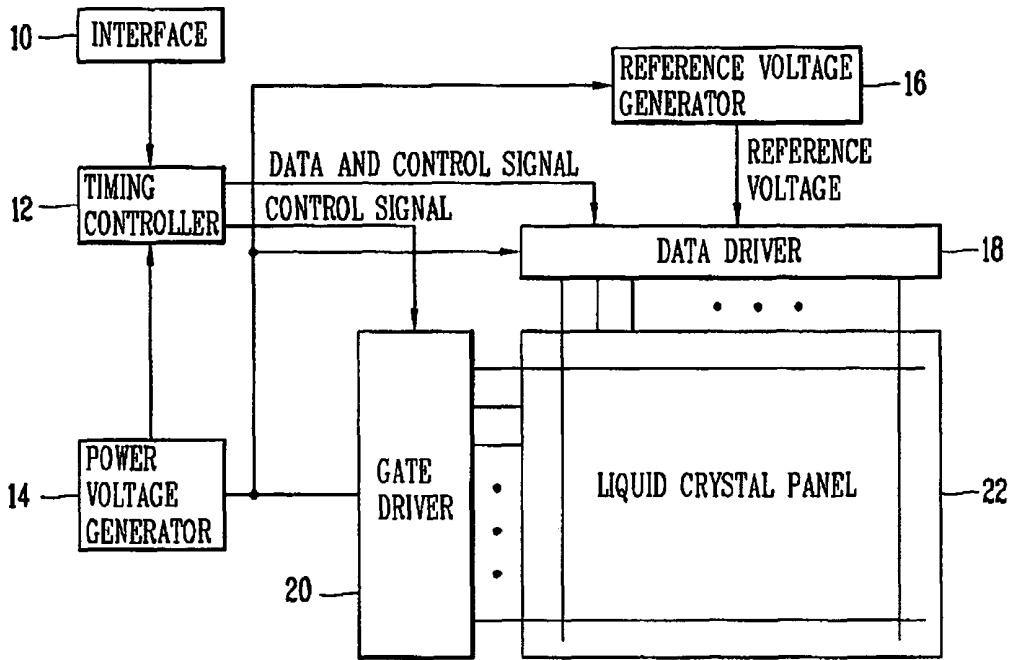 10
INTERFACE
REFERENCE VOLTAGE
GENERATOR
16
DATA AND CONTROL SIGNAL
REFERENCE
VOLTAGE
12
TIMING
CONTROLLER
CONTROL SIGNAL
DATA DRIVER
18
14
POWER
VOLTAGE
GENERATOR
GATE
DRIVER
LIQUID CRYSTAL PANEL
22
20